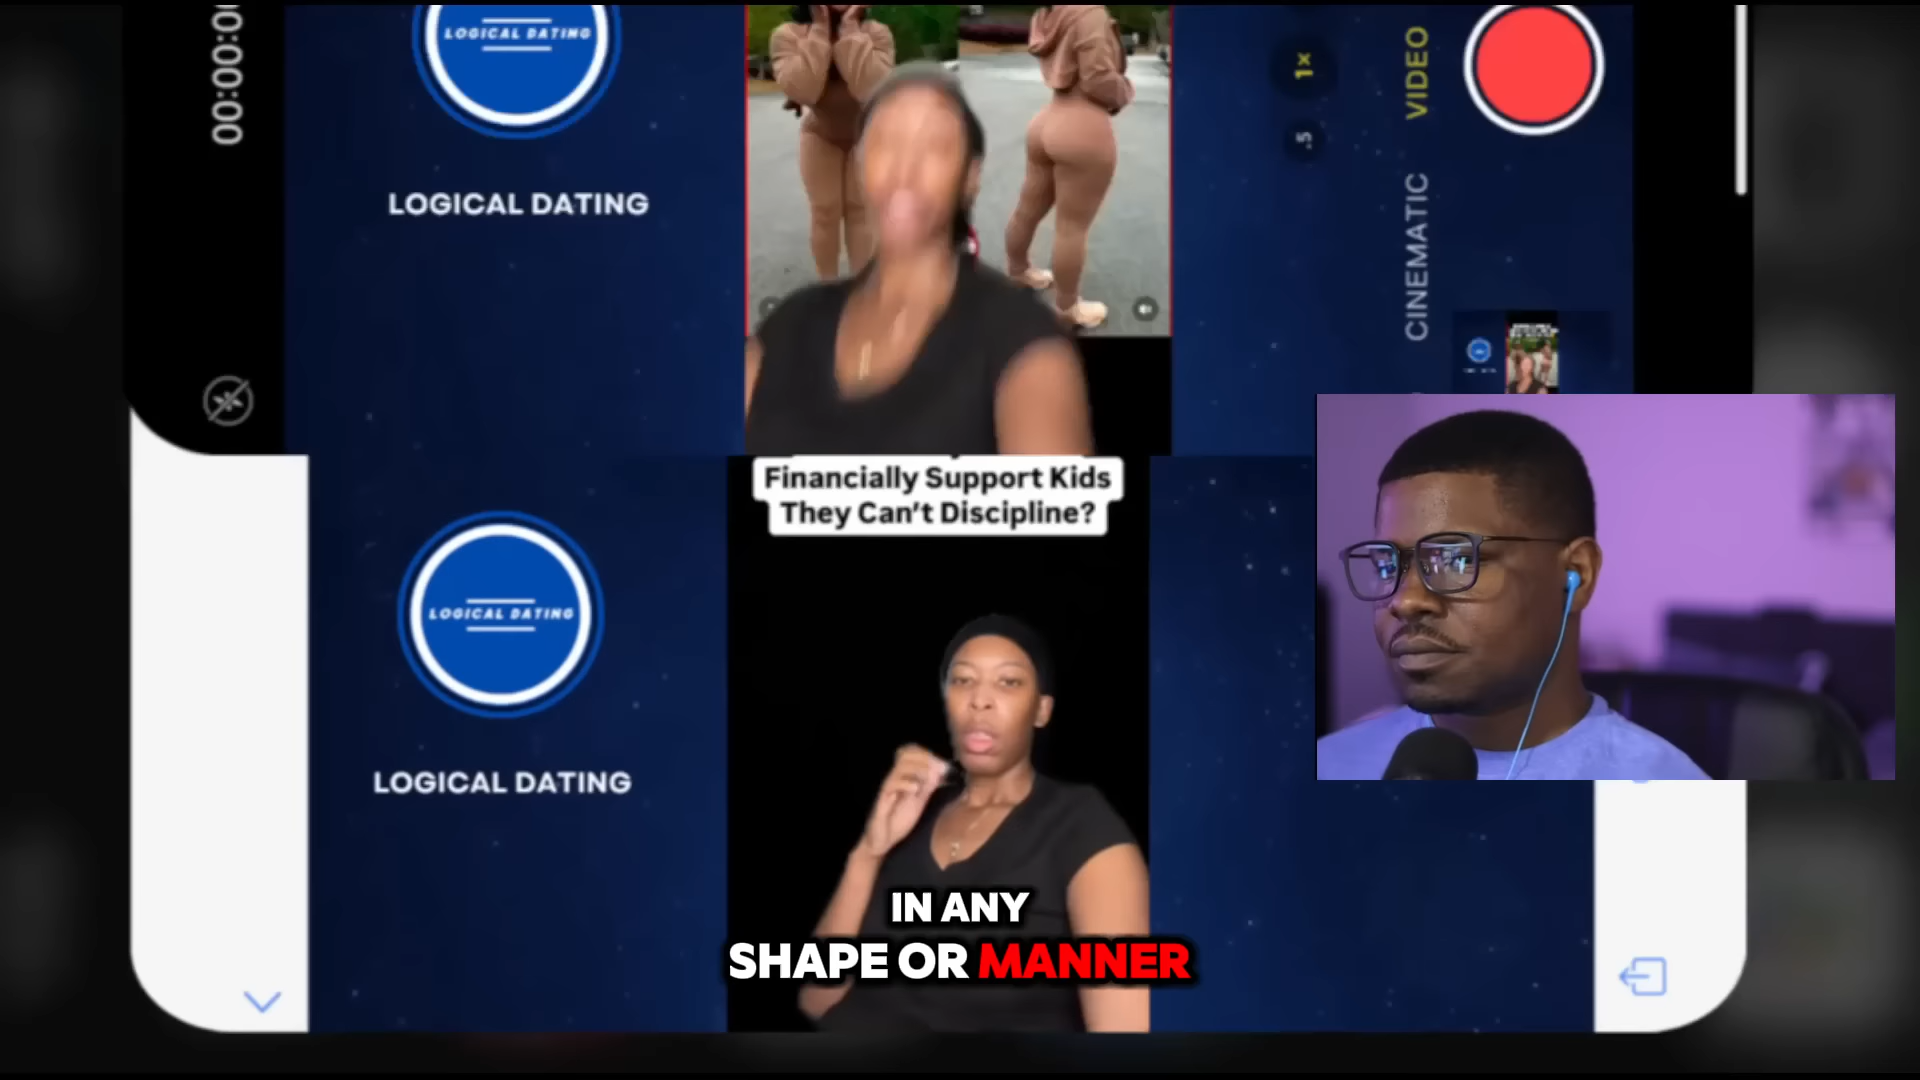 00:00:0
LOGICAL DATING
LOGICAL DATING
1×
.5
VIDEO
CINEMATIC
Financially Support Kids
They Can't Discipline?
LOGICAL DATING
LOGICAL DATING
IN ANY
SHAPE OR MANNER